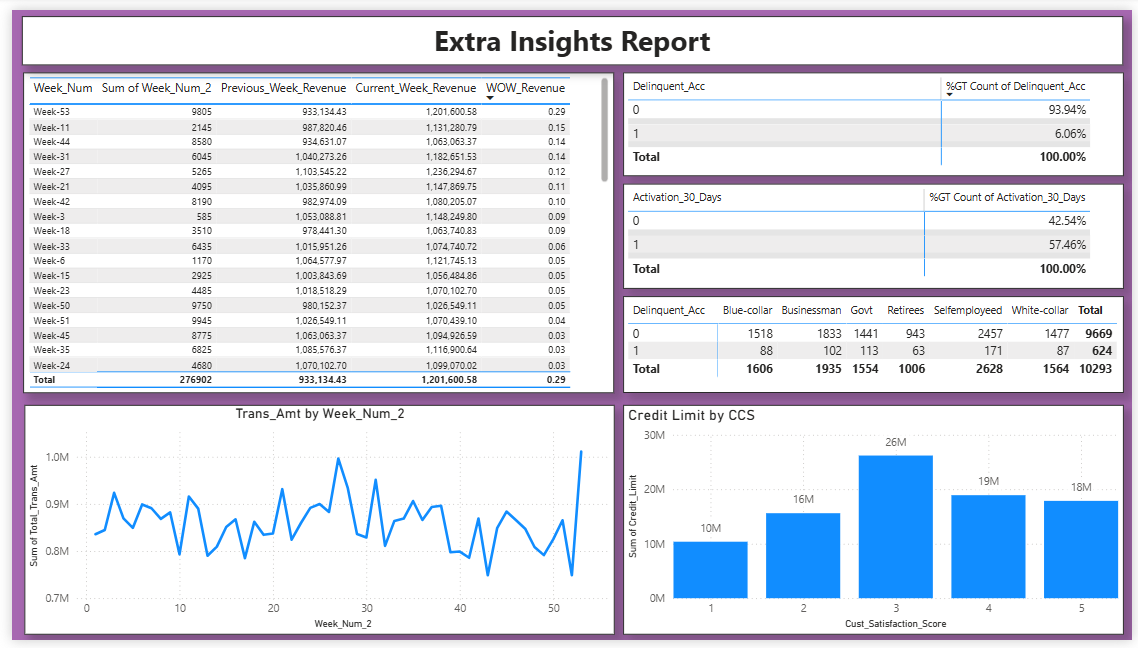 Extra Insights Report
Week_Num Sum of Week_Num_2 Previous_Week_Revenue Current_Week_Revenue WOW_Revenue
Week-53 9805 933,134.43 1,201,600.58 0.29
Week-11 2145 987,820.46 1,131,280.79 0.15
Week-44 8580 934,631.07 1,063,063.37 0.14
Week-31 6045 1,040,273.26 1,182,651.53 0.14
Week-27 5265 1,103,545.22 1,236,294.67 0.12
Week-21 4095 1,035,860.99 1,147,869.75 0.11
Week-42 8190 982,974.09 1,080,205.07 0.10
Week-3 585 1,053,088.81 1,148,249.80 0.09
Week-18 3510 978,441.30 1,063,740.83 0.09
Week-33 6435 1,015,951.26 1,074,740.72 0.06
Week-6 1170 1,064,577.97 1,121,745.13 0.05
Week-15 2925 1,003,843.69 1,056,484.86 0.05
Week-23 4485 1,018,518.29 1,070,102.70 0.05
Week-50 9750 980,152.37 1,026,549.11 0.05
Week-51 9945 1,026,549.11 1,070,439.10 0.04
Week-45 8775 1,063,063.37 1,094,926.59 0.03
Week-35 6825 1,085,576.37 1,116,900.64 0.03
Week-24 4680 1,070,102.70 1,099,070.02 0.03
Total 276902 933,134.43 1,201,600.58 0.29
Delinquent_Acc %GT Count of Delinquent_Acc
0 93.94%
1 6.06%
Total 100.00%
Activation_30_Days %GT Count of Activation_30_Days
0 42.54%
1 57.46%
Total 100.00%
Delinquent_Acc Blue-collar Businessman Govt Retirees Selfemployeed White-collar Total
0 1518 1833 1441 943 2457 1477 9669
1 88 102 113 63 171 87 624
Total 1606 1935 1554 1006 2628 1564 10293
Trans_Amt by Week_Num_2
Sum of Total_Trans_Amt
1.0M
0.9M
0.8M
0.7M
0 10 20 30 40 50
Week_Num_2
Credit Limit by CCS
Sum of Credit_Limit
30M
20M
10M
0M
10M 16M 26M 19M 18M
1 2 3 4 5
Cust_Satisfaction_Score